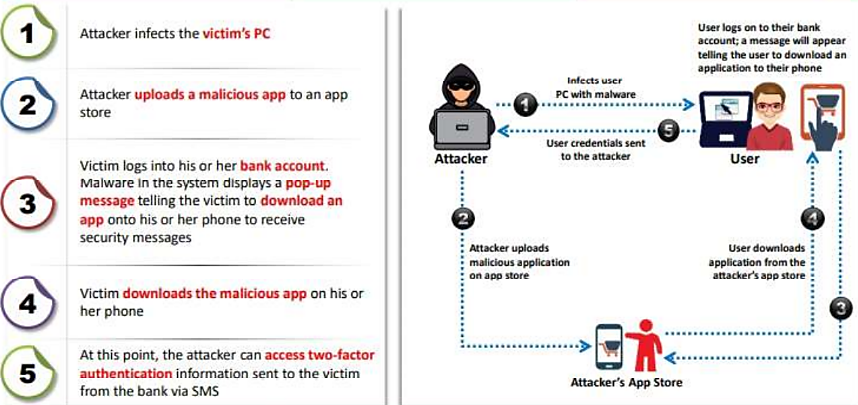 1
Attacker infects the victim's PC
2
Attacker uploads a malicious app to an app
store
3
Victim logs into his or her bank account.
Malware in the system displays a pop-up
message telling the victim to download an
app onto his or her phone to receive
security messages
4
Victim downloads the malicious app on his or
her phone
5
At this point, the attacker can access two-factor
authentication information sent to the victim
from the bank via SMS
User logs on to their bank
account; a message will appear
telling the user to download an
application to their phone
Infects user
PC with malware
1
5
User credentials sent
to the attacker
Attacker
User
2
Attacker uploads
malicious application
on app store
4
User downloads
application from the
attacker's app store
3
Attacker's App Store